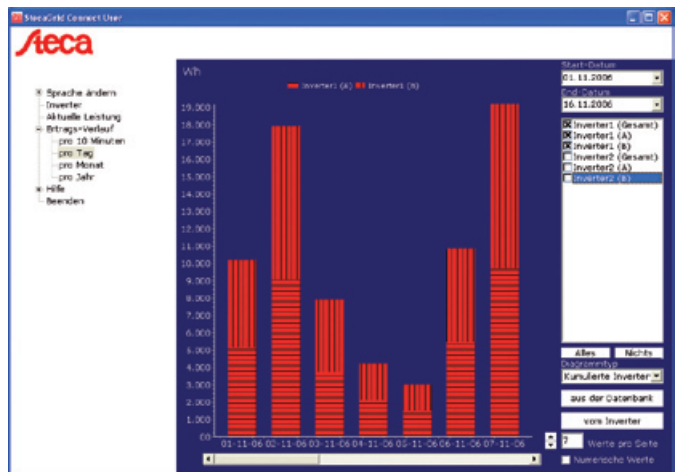 StecaGrid Connect User
Steca
Sprache ändern
Inverter
Aktuelle Leistung
Ertrags-Verlauf
pro 10 Minuten
pro Tag
pro Monat
pro Jahr
Hilfe
Beenden
Wh
Inverter1 (A) Inverter1 (B)
19.000
18.000
17.000
16.000
15.000
14.000
13.000
12.000
11.000
10.000
9.000
8.000
7.000
6.000
5.000
4.000
3.000
2.000
1.000
00
01-11-06 02-11-06 03-11-06 04-11-06 05-11-06 06-11-06 07-11-06
Start-Datum
01.11.2006
End-Datum
16.11.2006
Inverter1 (Gesamt)
Inverter1 (A)
Inverter1 (B)
Inverter2 (Gesamt)
Inverter2 (A)
Inverter2 (B)
Alles Nichts
Diagrammtyp
Kumulierte Inverter
aus der Datenbank
vom Inverter
7 Werte pro Seite
Numerische Werte